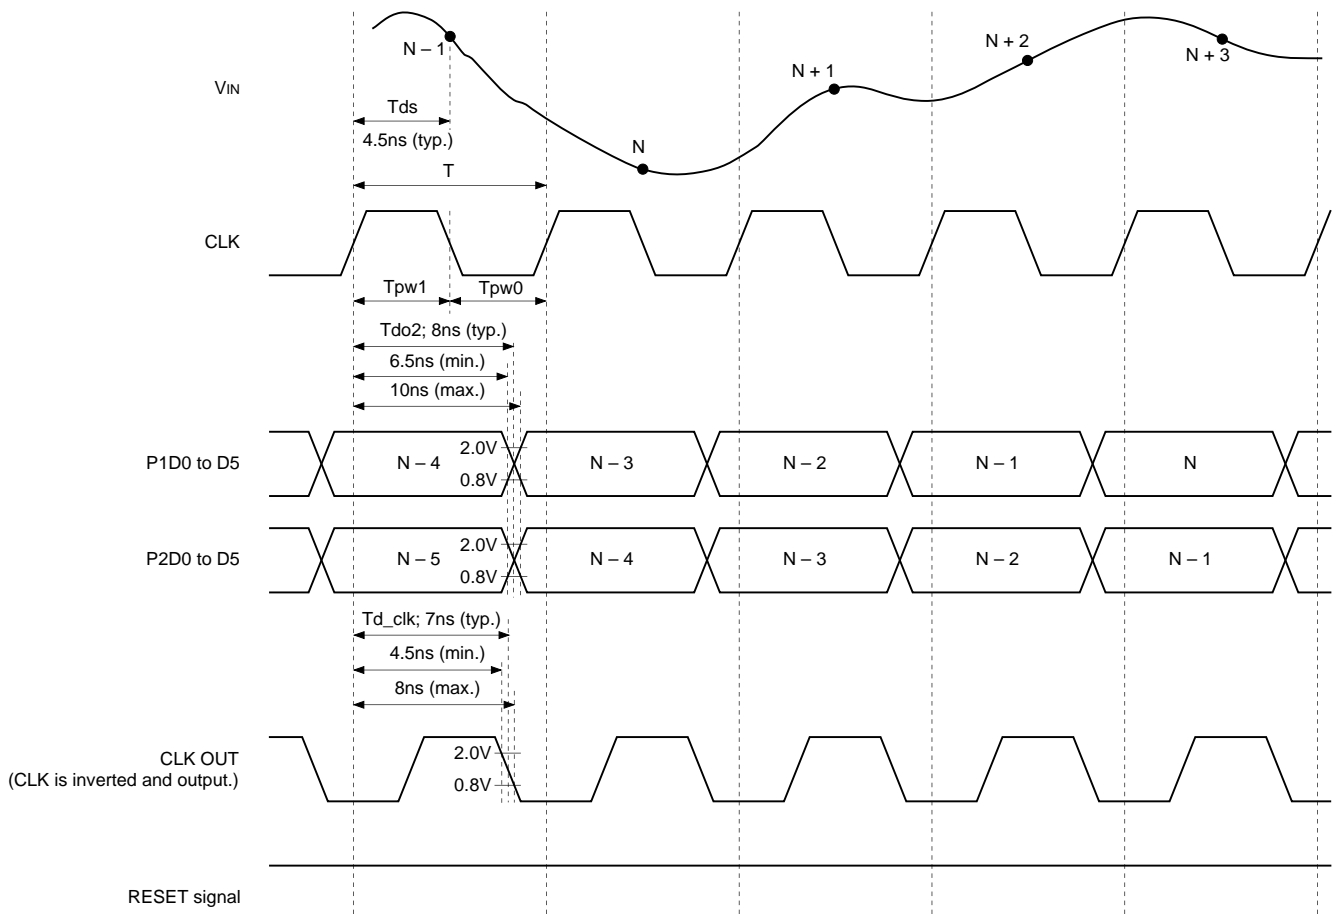 N – 1
N + 2
N + 3
N + 1
VIN
Tds
4.5ns (typ.)
N
T
CLK
Tpw1
Tpw0
Tdo2; 8ns (typ.)
6.5ns (min.)
10ns (max.)
P1D0 to D5
N – 4
2.0V
0.8V
N – 3
N – 2
N – 1
N
P2D0 to D5
N – 5
2.0V
0.8V
N – 4
N – 3
N – 2
N – 1
Td_clk; 7ns (typ.)
4.5ns (min.)
8ns (max.)
CLK OUT
(CLK is inverted and output.)
2.0V
0.8V
RESET signal